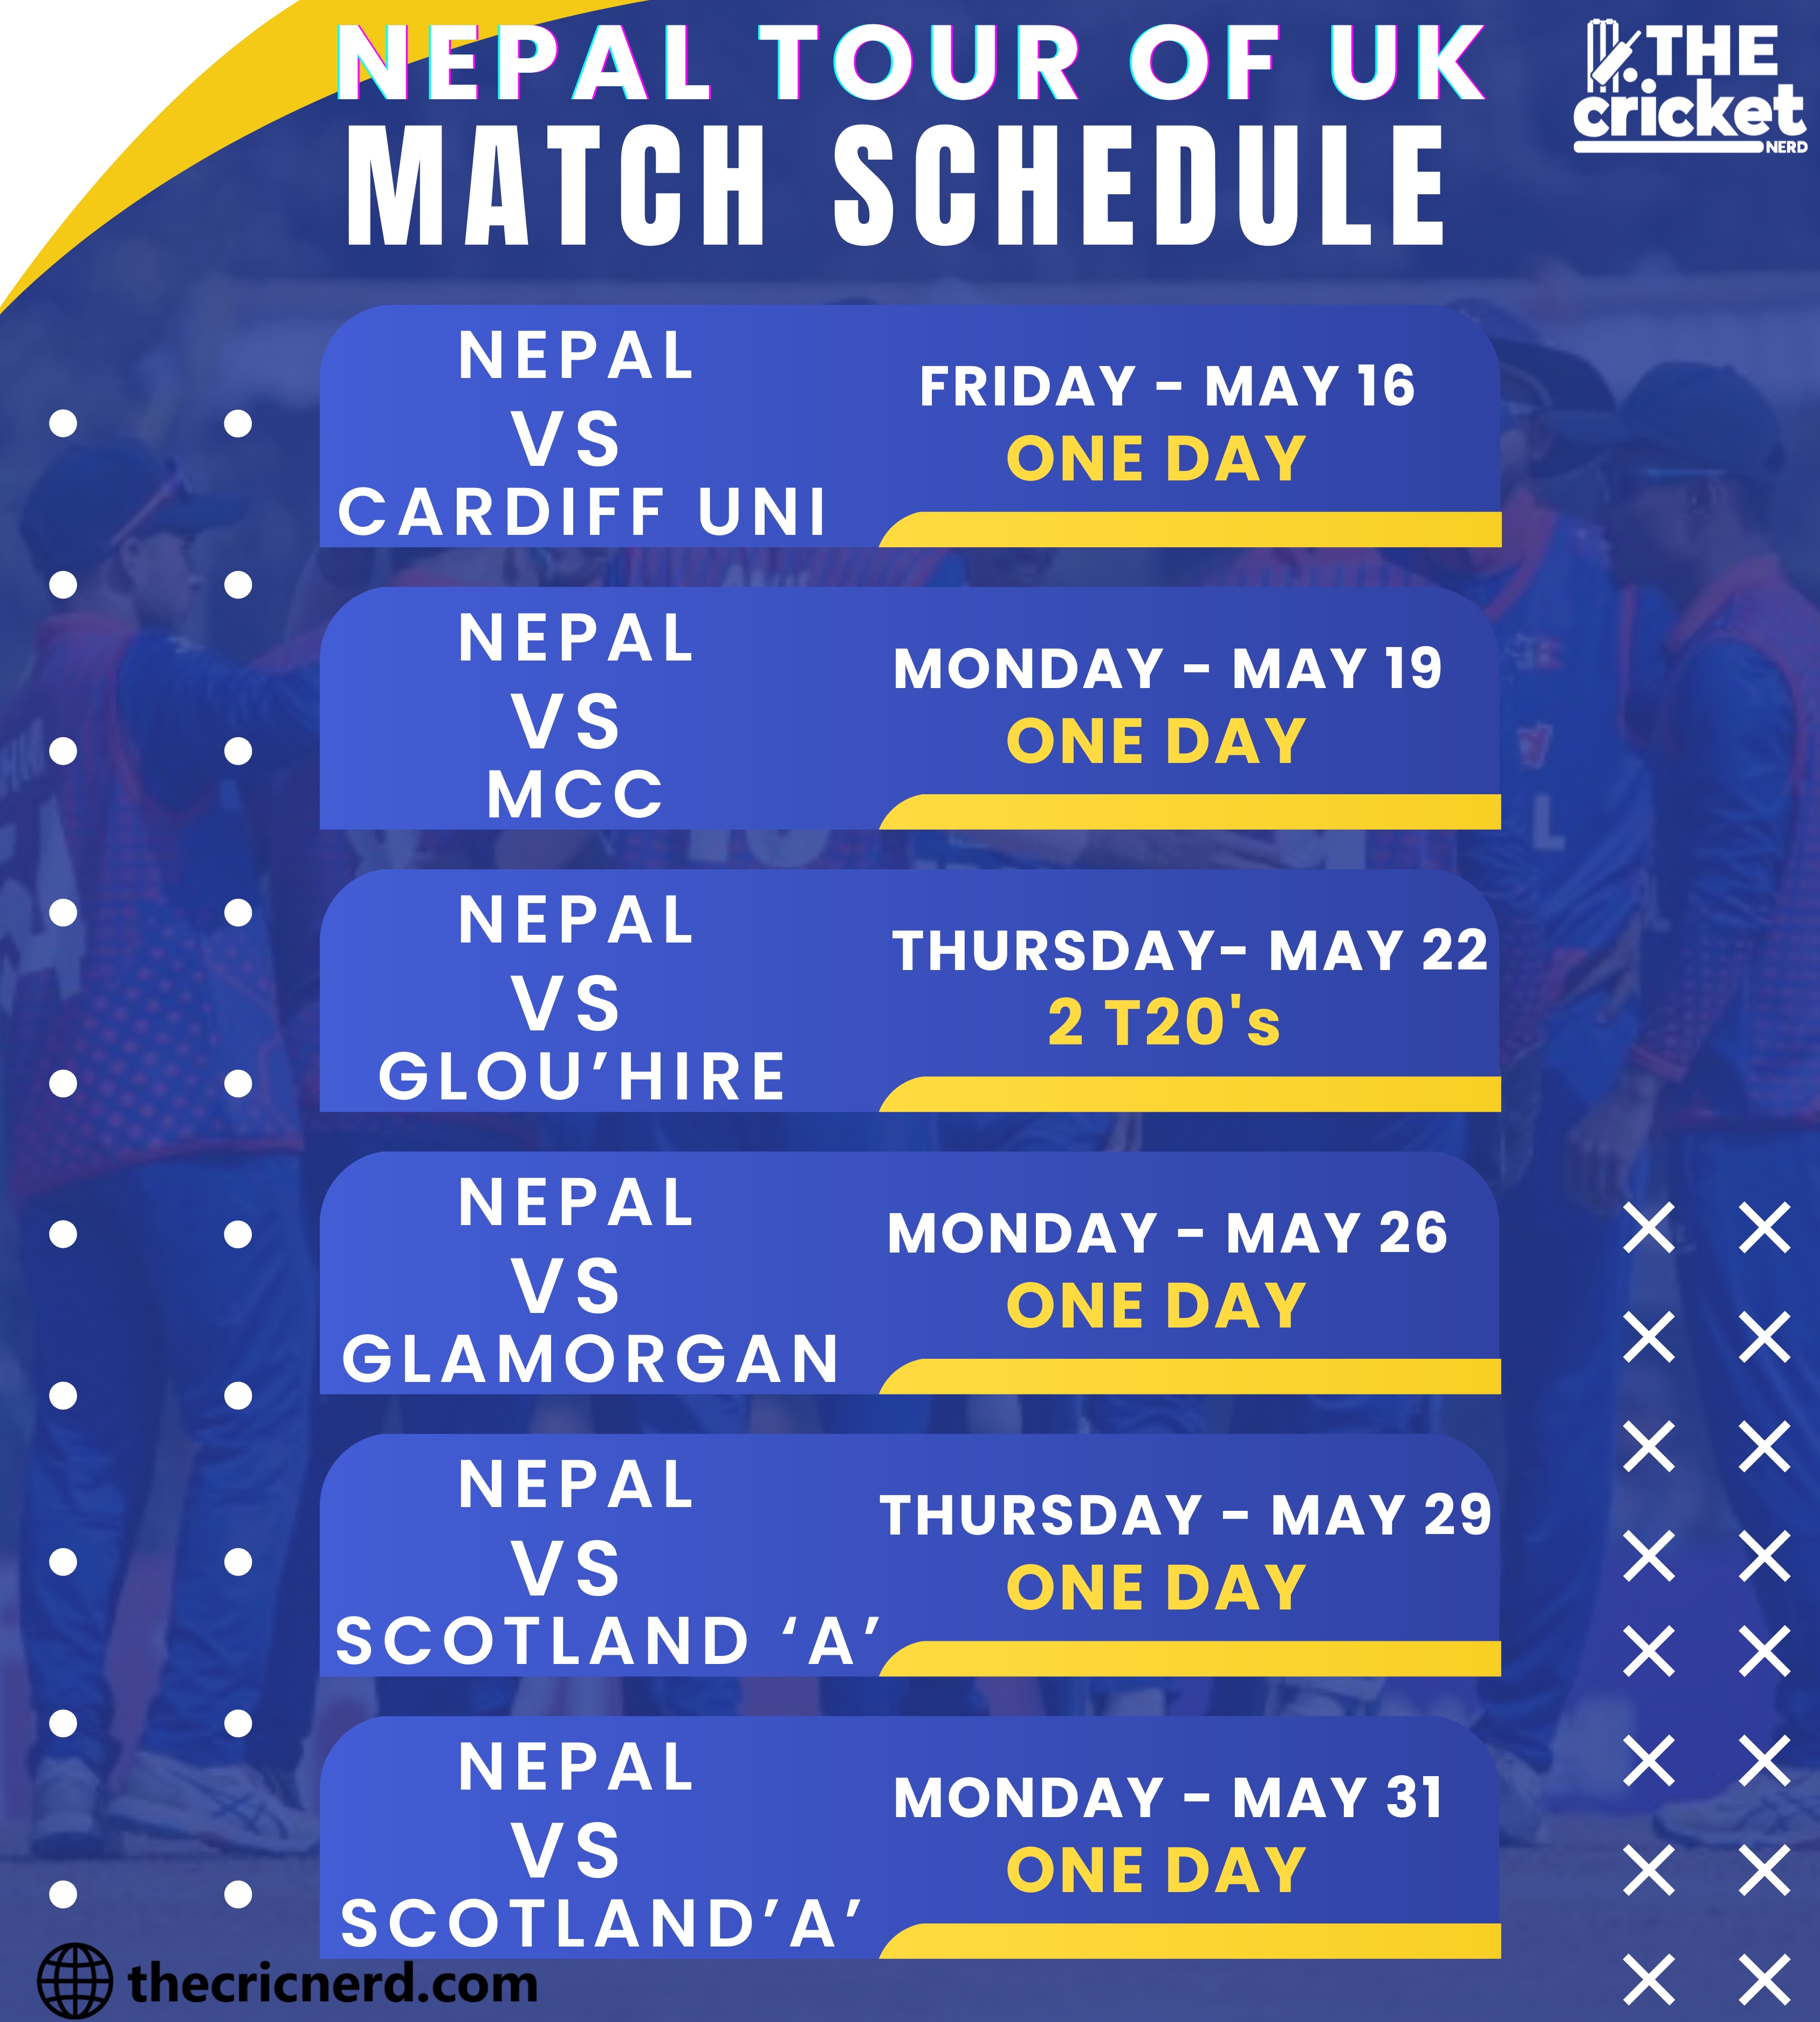 NEPAL TOUR OF UK
MATCH SCHEDULE
THE
cricket
NERD
NEPAL
VS
CARDIFF UNI
FRIDAY - MAY 16
ONE DAY
NEPAL
VS
MCC
MONDAY - MAY 19
ONE DAY
NEPAL
VS
GLOU’HIRE
THURSDAY- MAY 22
2 T20's
NEPAL
VS
GLAMORGAN
MONDAY - MAY 26
ONE DAY
NEPAL
VS
SCOTLAND ‘A’
THURSDAY - MAY 29
ONE DAY
NEPAL
VS
SCOTLAND’A’
MONDAY - MAY 31
ONE DAY
thecricnerd.com